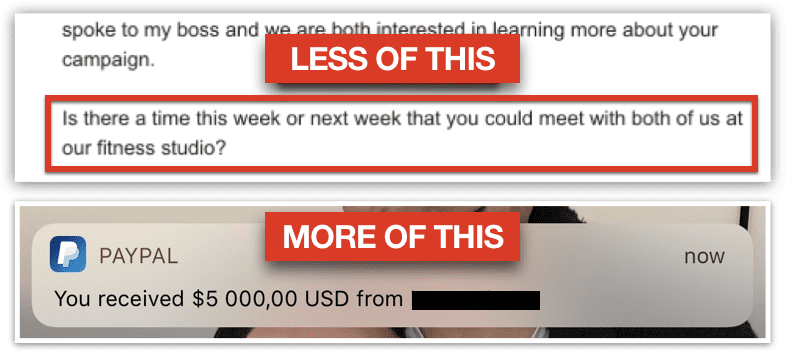 spoke to my boss and we are both interested in learning more about your
campaign.
LESS OF THIS
Is there a time this week or next week that you could meet with both of us at
our fitness studio?
MORE OF THIS
PAYPAL
now
You received $5 000,00 USD from